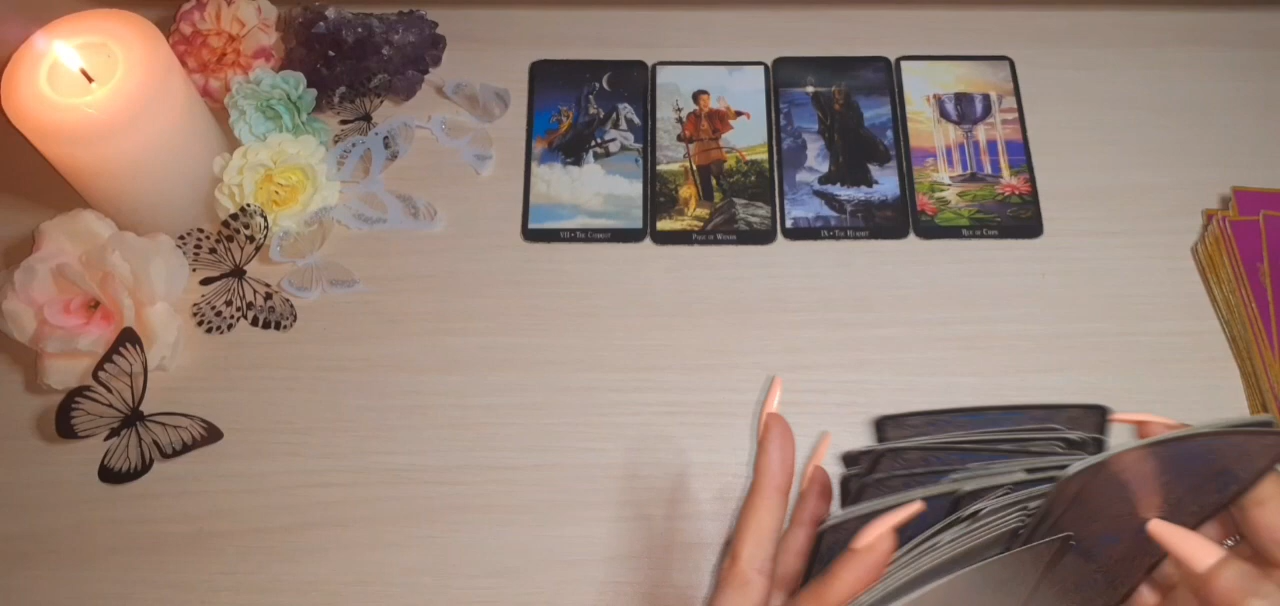 VII • The Chariot
Page of Wands
IX • The Hermit
Ace of Cups